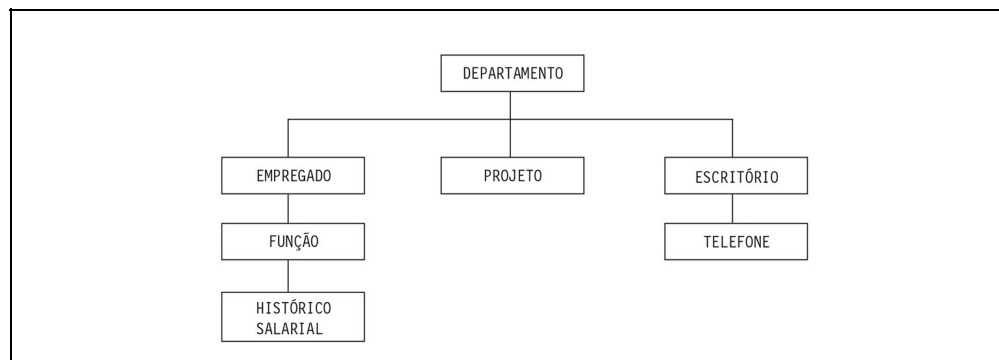 DEPARTAMENTO
EMPREGADO
PROJETO
ESCRITÓRIO
FUNÇÃO
TELEFONE
HISTÓRICO
SALARIAL